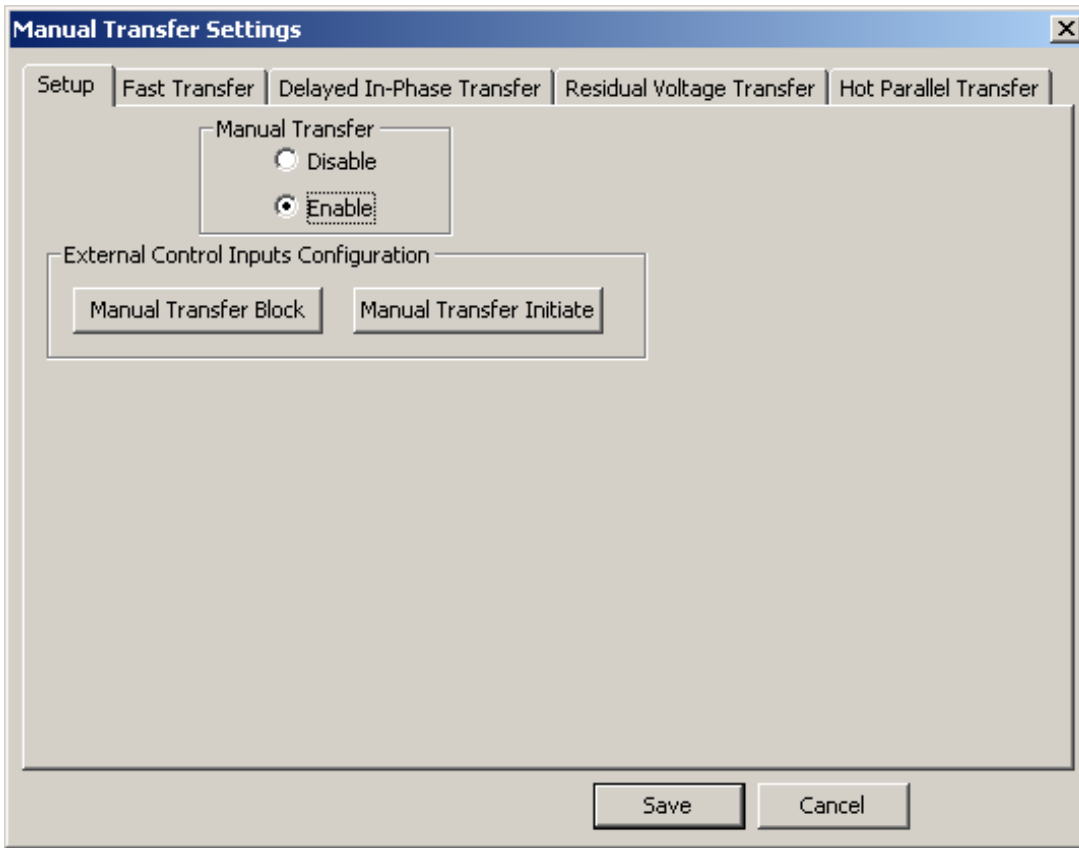 Manual Transfer Settings
Setup
Fast Transfer
Delayed In-Phase Transfer
Residual Voltage Transfer
Hot Parallel Transfer
Manual Transfer
Disable
Enable
External Control Inputs Configuration
Manual Transfer Block
Manual Transfer Initiate
Save
Cancel